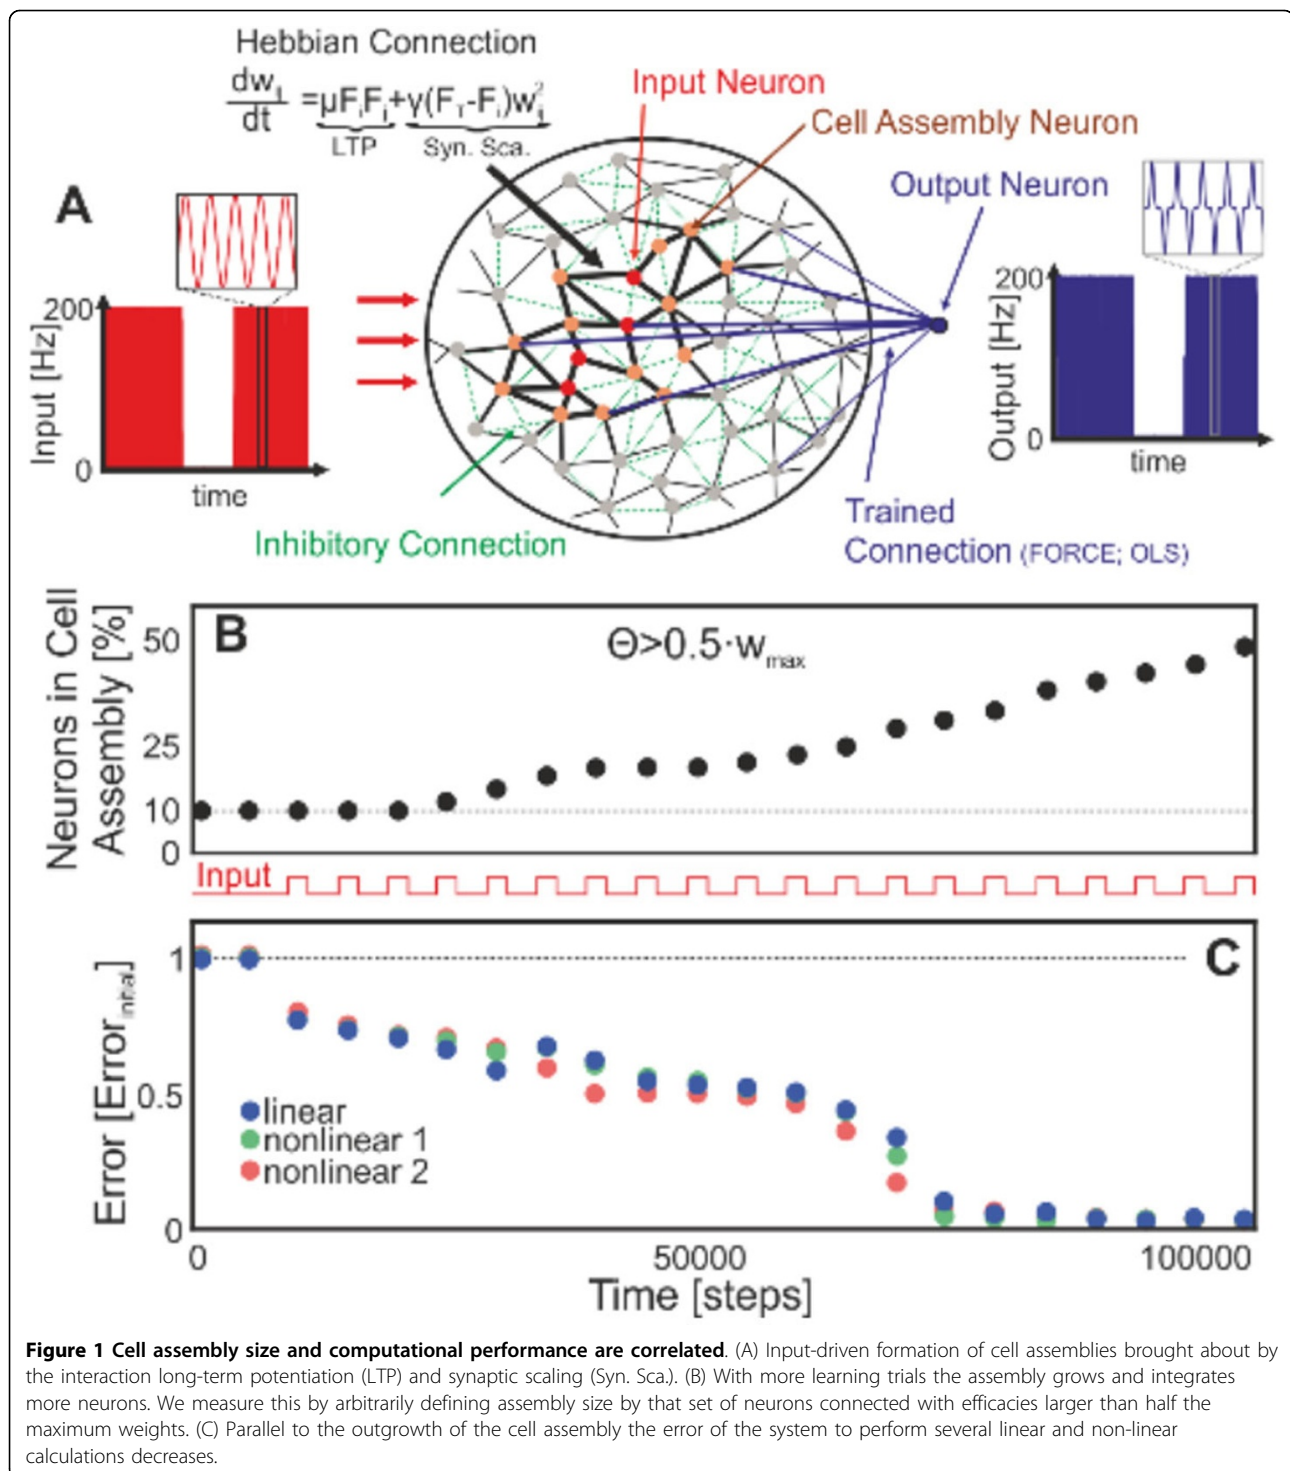 Hebbian Connection
dw_ij/dt = μF_iF_j + γ(F_T-F_i)w²_ij
LTP Syn. Sca.
Input Neuron
Cell Assembly Neuron
Output Neuron
A
200
Input [Hz]
0
time
200
Output [Hz]
0
time
Inhibitory Connection
Trained
Connection (FORCE; OLS)
B
Θ>0.5·w_max
Neurons in Cell
Assembly [%]
50
25
10
0
Input
C
Error [Error_initial]
1
0.5
0
linear
nonlinear 1
nonlinear 2
0 50000 100000
Time [steps]
Figure 1 Cell assembly size and computational performance are correlated. (A) Input-driven formation of cell assemblies brought about by
the interaction long-term potentiation (LTP) and synaptic scaling (Syn. Sca.). (B) With more learning trials the assembly grows and integrates
more neurons. We measure this by arbitrarily defining assembly size by that set of neurons connected with efficacies larger than half the
maximum weights. (C) Parallel to the outgrowth of the cell assembly the error of the system to perform several linear and non-linear
calculations decreases.